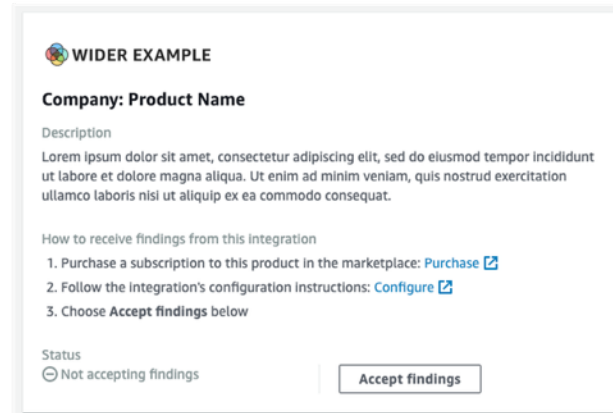 WIDER EXAMPLE
Company: Product Name
Description
Lorem ipsum dolor sit amet, consectetur adipiscing elit, sed do eiusmod tempor incididunt
ut labore et dolore magna aliqua. Ut enim ad minim veniam, quis nostrud exercitation
ullamco laboris nisi ut aliquip ex ea commodo consequat.
How to receive findings from this integration
1. Purchase a subscription to this product in the marketplace: Purchase
2. Follow the integration's configuration instructions: Configure
3. Choose Accept findings below
Status
Not accepting findings
Accept findings